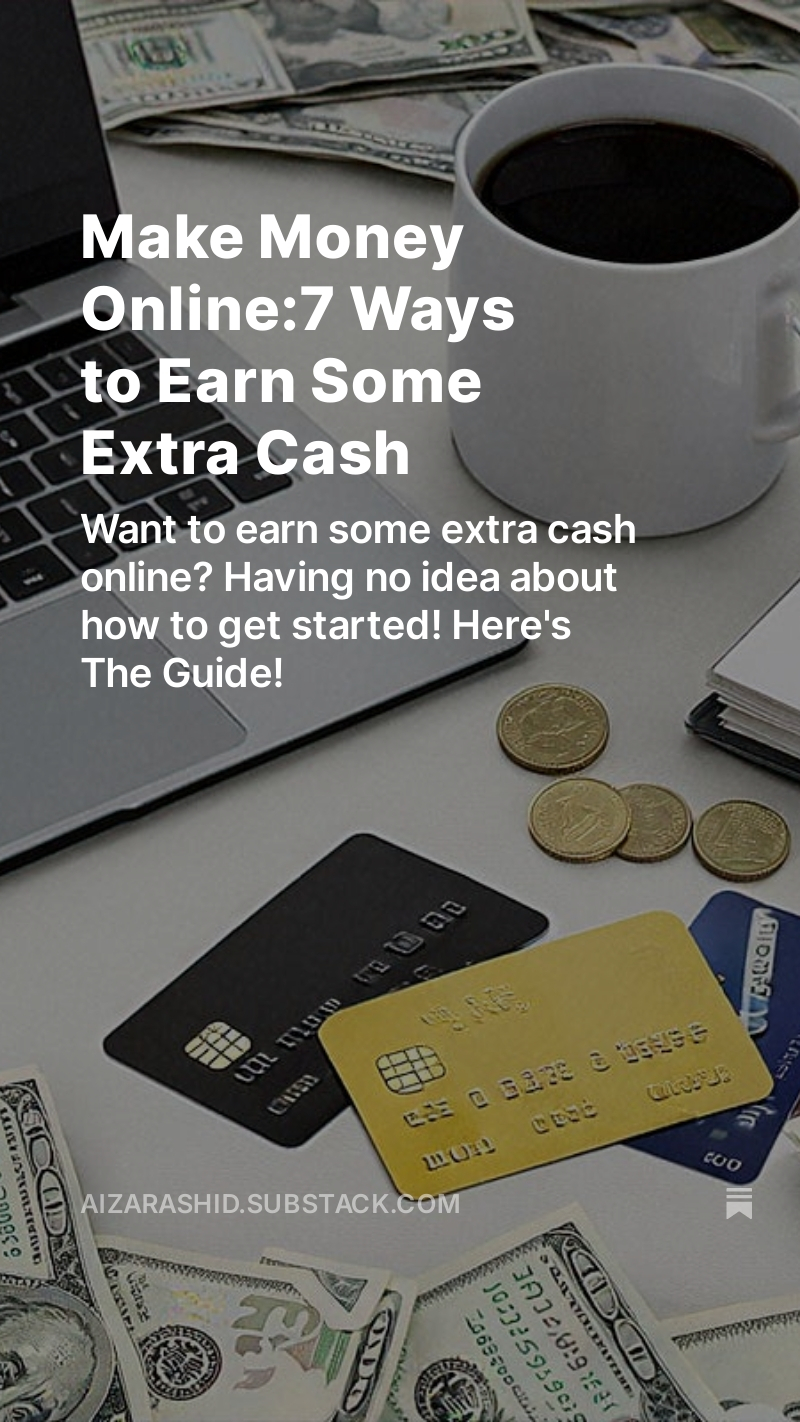 Make Money
Online:7 Ways
to Earn Some
Extra Cash
Want to earn some extra cash
online? Having no idea about
how to get started! Here's
The Guide!
AIZARASHID.SUBSTACK.COM